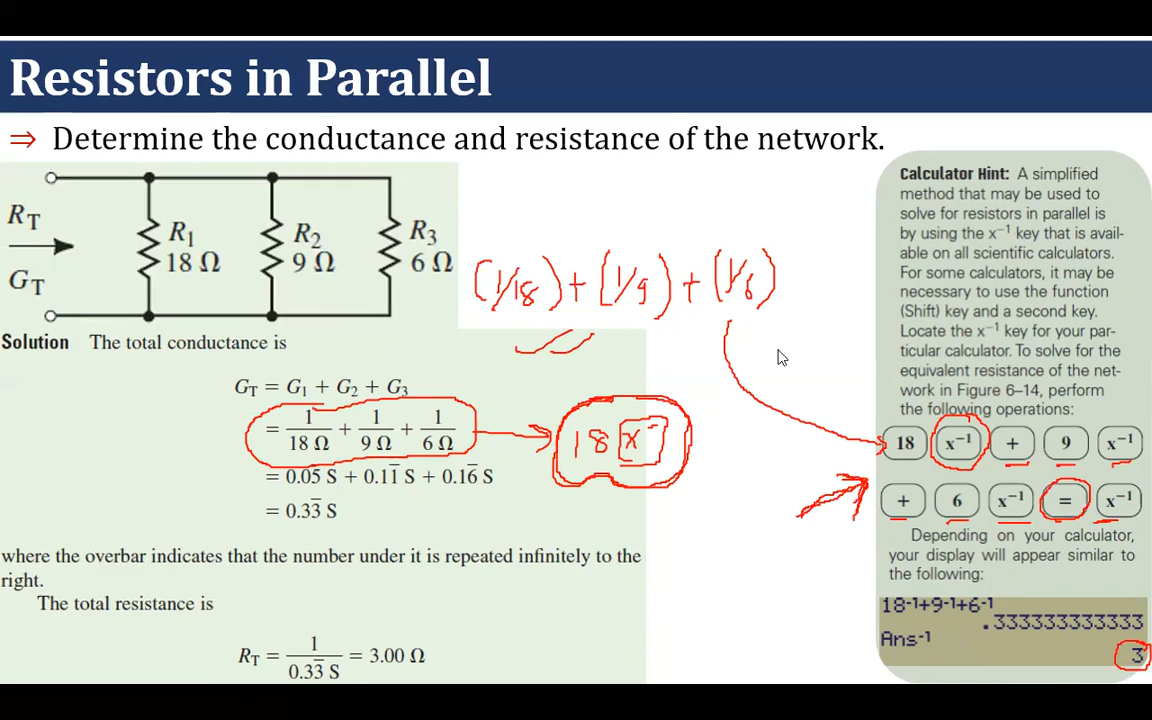 Resistors in Parallel
⇒ Determine the conductance and resistance of the network.
R_T
G_T
R_1
18 Ω
R_2
9 Ω
R_3
6 Ω
(1/18) + (1/9) + (1/6)
Solution The total conductance is
G_T = G_1 + G_2 + G_3
= 1/18 Ω + 1/9 Ω + 1/6 Ω
18 x⁻
= 0.05̅ S + 0.11̅ S + 0.16̅ S
= 0.33̅ S
where the overbar indicates that the number under it is repeated infinitely to the
right.
The total resistance is
R_T = 1/0.33̅ S = 3.00 Ω
Calculator Hint: A simplified
method that may be used to
solve for resistors in parallel is
by using the x⁻¹ key that is avail-
able on all scientific calculators.
For some calculators, it may be
necessary to use the function
(Shift) key and a second key.
Locate the x⁻¹ key for your par-
ticular calculator. To solve for the
equivalent resistance of the net-
work in Figure 6–14, perform
the following operations:
18 x⁻¹ + 9 x⁻¹
+ 6 x⁻¹ = x⁻¹
Depending on your calculator,
your display will appear similar to
the following:
18⁻¹+9⁻¹+6⁻¹
.333333333333
Ans⁻¹
3